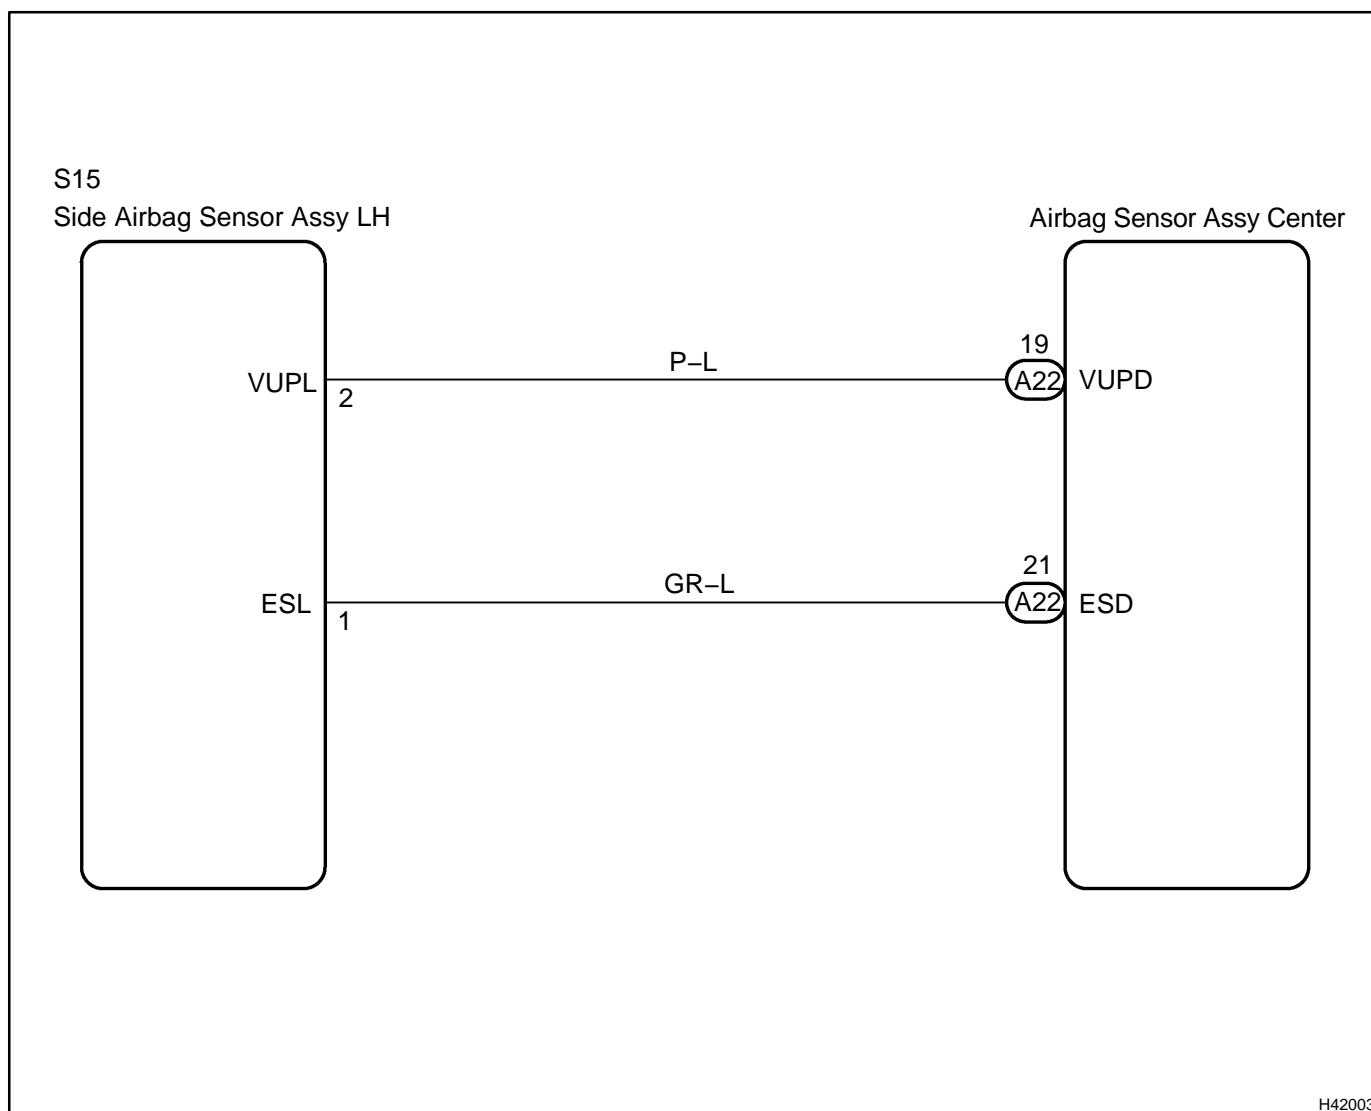 S15
Side Airbag Sensor Assy LH
Airbag Sensor Assy Center
VUPL
2
P–L
19
A22
VUPD
ESL
1
GR–L
21
A22
ESD
H42003